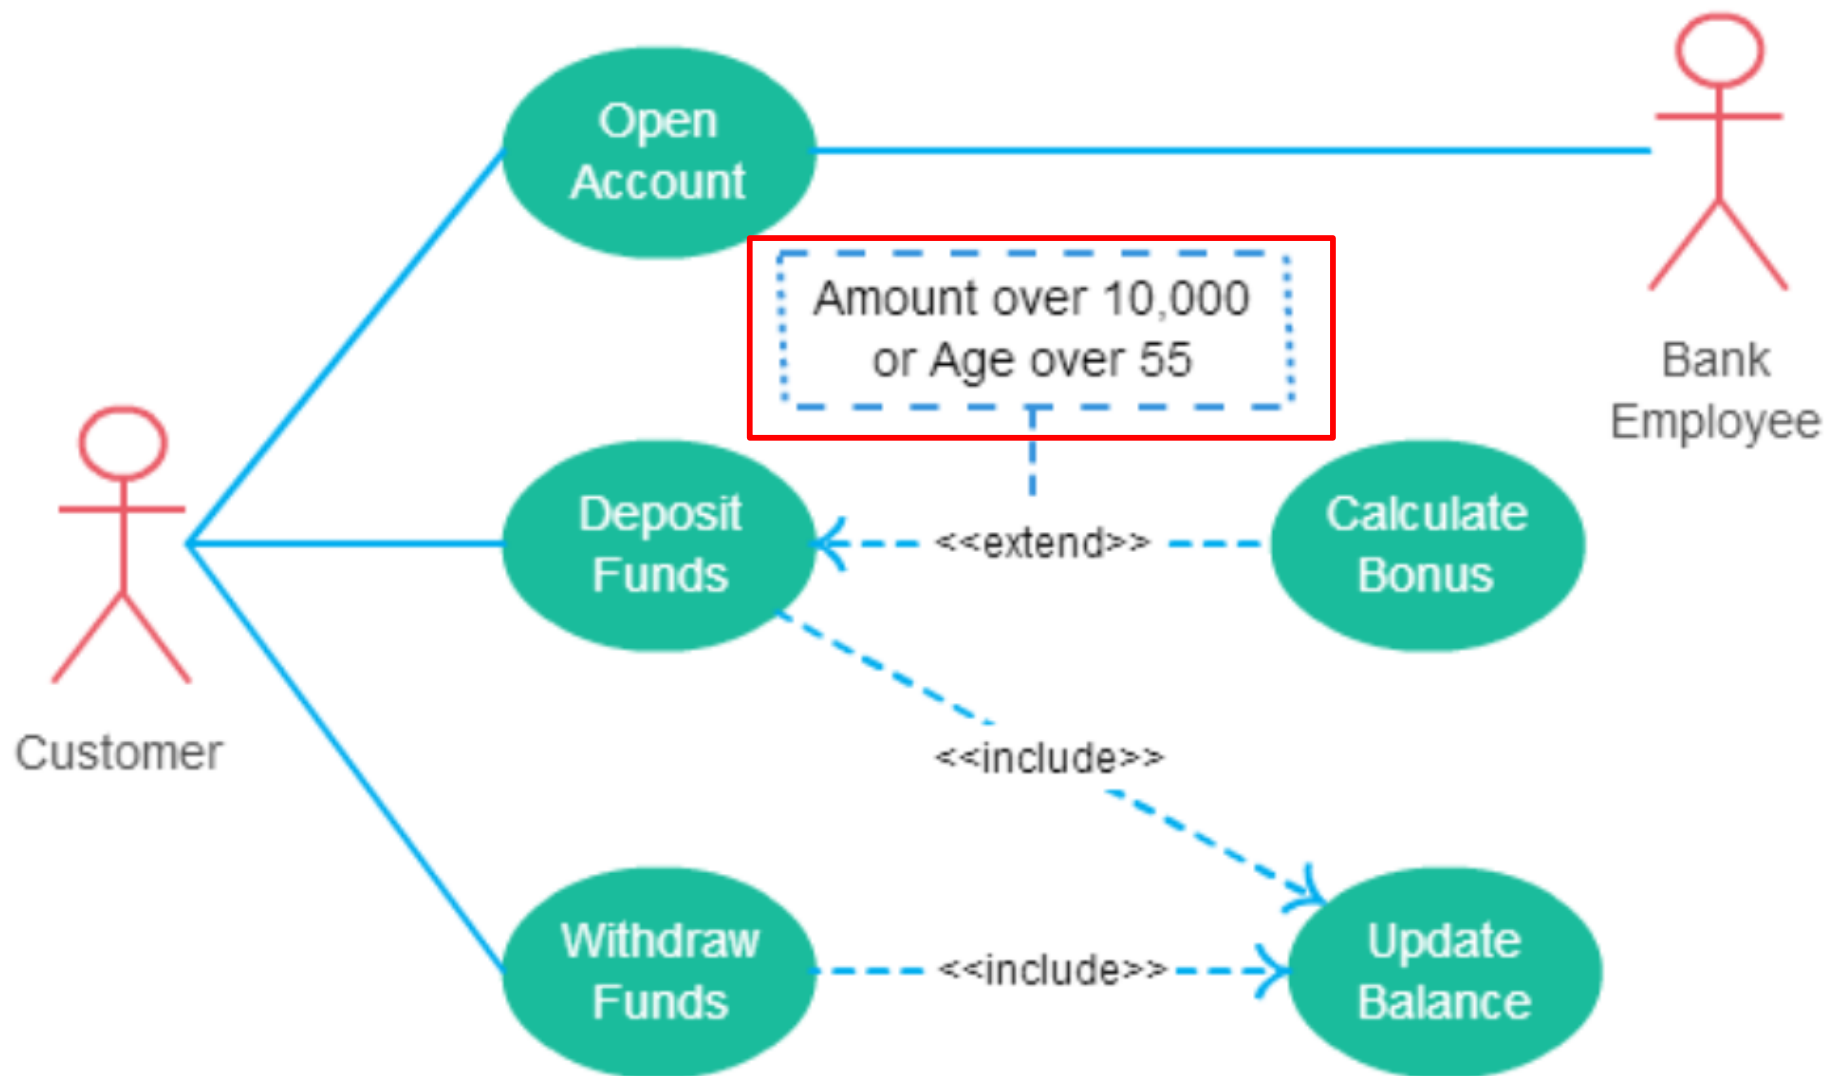 Open
Account
Amount over 10,000
or Age over 55
Bank
Employee
Customer
Deposit
Funds
<<extend>>
Calculate
Bonus
<<include>>
Withdraw
Funds
<<include>>
Update
Balance